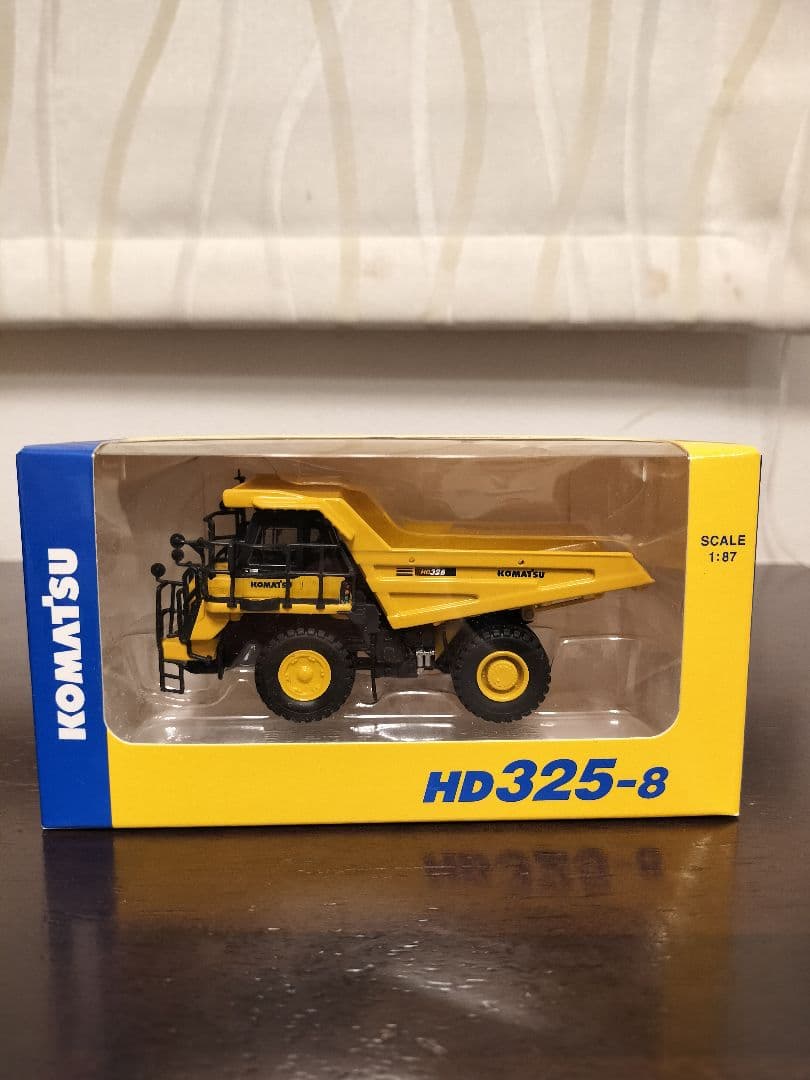 KOMATSU
SCALE
1:87
KOMATSU
HD325
KOMATSU
HD325-8